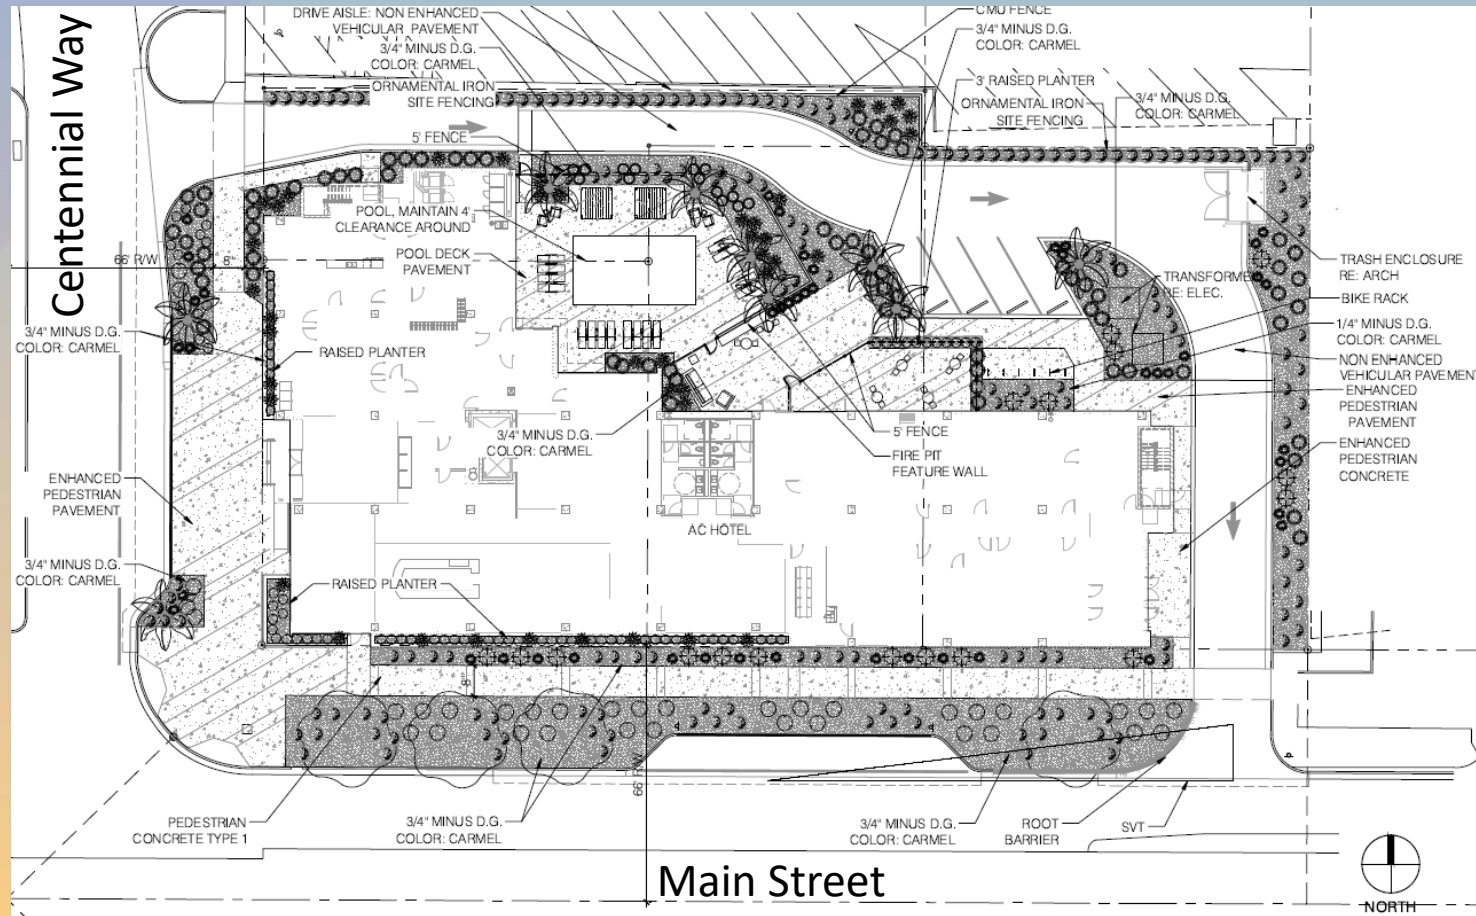 Centennial Way
DRIVE AISLE: NON ENHANCED
VEHICULAR PAVEMENT
3/4" MINUS D.G.
COLOR: CARMEL
ORNAMENTAL IRON
SITE FENCING
5' FENCE
POOL, MAINTAIN 4'
CLEARANCE AROUND
POOL DECK
PAVEMENT
CMU FENCE
3/4" MINUS D.G.
COLOR: CARMEL
3' RAISED PLANTER
ORNAMENTAL IRON
SITE FENCING
3/4" MINUS D.G.
COLOR: CARMEL
66' R/W
8'
3/4" MINUS D.G.
COLOR: CARMEL
RAISED PLANTER
TRANSFORME
RE: ELEC.
TRASH ENCLOSURE
RE: ARCH
BIKE RACK
1/4" MINUS D.G.
COLOR: CARMEL
NON ENHANCED
VEHICULAR PAVEMENT
ENHANCED
PEDESTRIAN
PAVEMENT
ENHANCED
PEDESTRIAN
CONCRETE
3/4" MINUS D.G.
COLOR: CARMEL
5' FENCE
FIRE PIT
FEATURE WALL
ENHANCED
PEDESTRIAN
PAVEMENT
AC HOTEL
3/4" MINUS D.G.
COLOR: CARMEL
RAISED PLANTER
8'
66' R/W
PEDESTRIAN
CONCRETE TYPE 1
3/4" MINUS D.G.
COLOR: CARMEL
3/4" MINUS D.G.
COLOR: CARMEL
ROOT
BARRIER
SVT
Main Street
NORTH